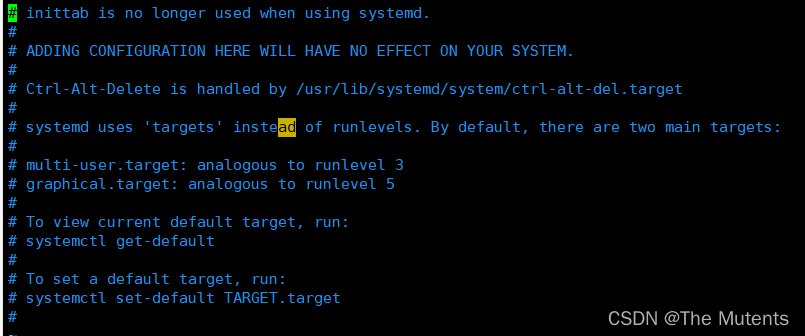 # inittab is no longer used when using systemd.
#
# ADDING CONFIGURATION HERE WILL HAVE NO EFFECT ON YOUR SYSTEM.
#
# Ctrl-Alt-Delete is handled by /usr/lib/systemd/system/ctrl-alt-del.target
#
# systemd uses 'targets' instead of runlevels. By default, there are two main targets:
#
# multi-user.target: analogous to runlevel 3
# graphical.target: analogous to runlevel 5
#
# To view current default target, run:
# systemctl get-default
#
# To set a default target, run:
# systemctl set-default TARGET.target
#
CSDN @The Mutents